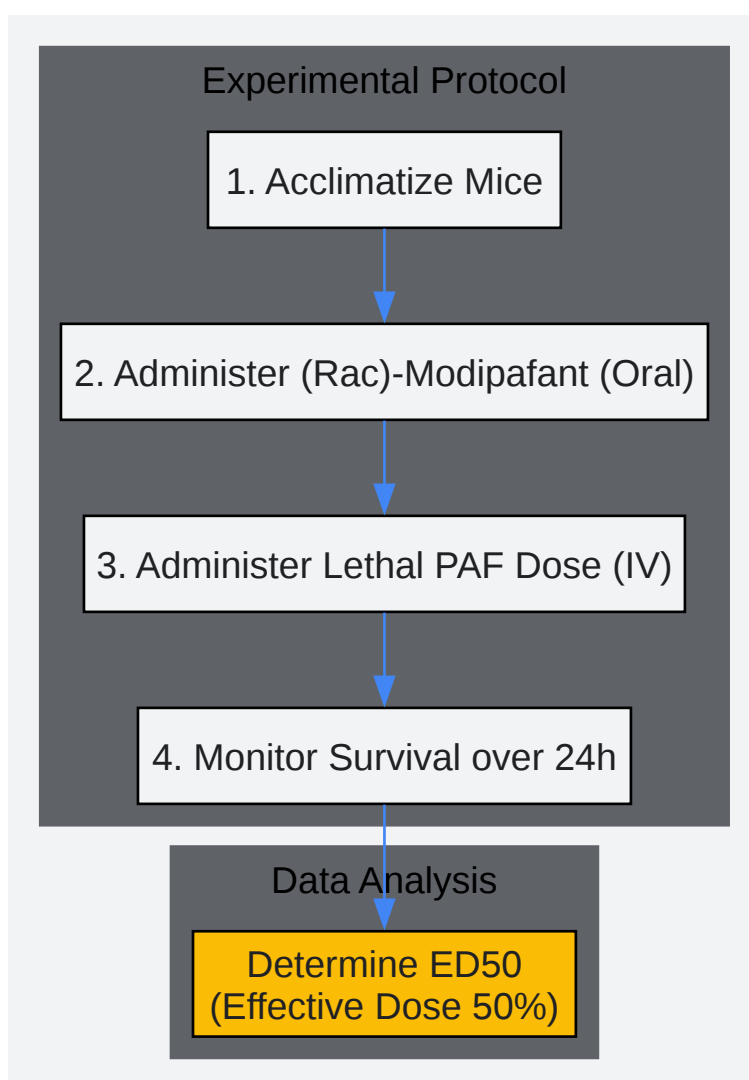 Experimental Protocol
1. Acclimatize Mice
2. Administer (Rac)-Modipafant (Oral)
3. Administer Lethal PAF Dose (IV)
4. Monitor Survival over 24h
Data Analysis
Determine ED50
(Effective Dose 50%)